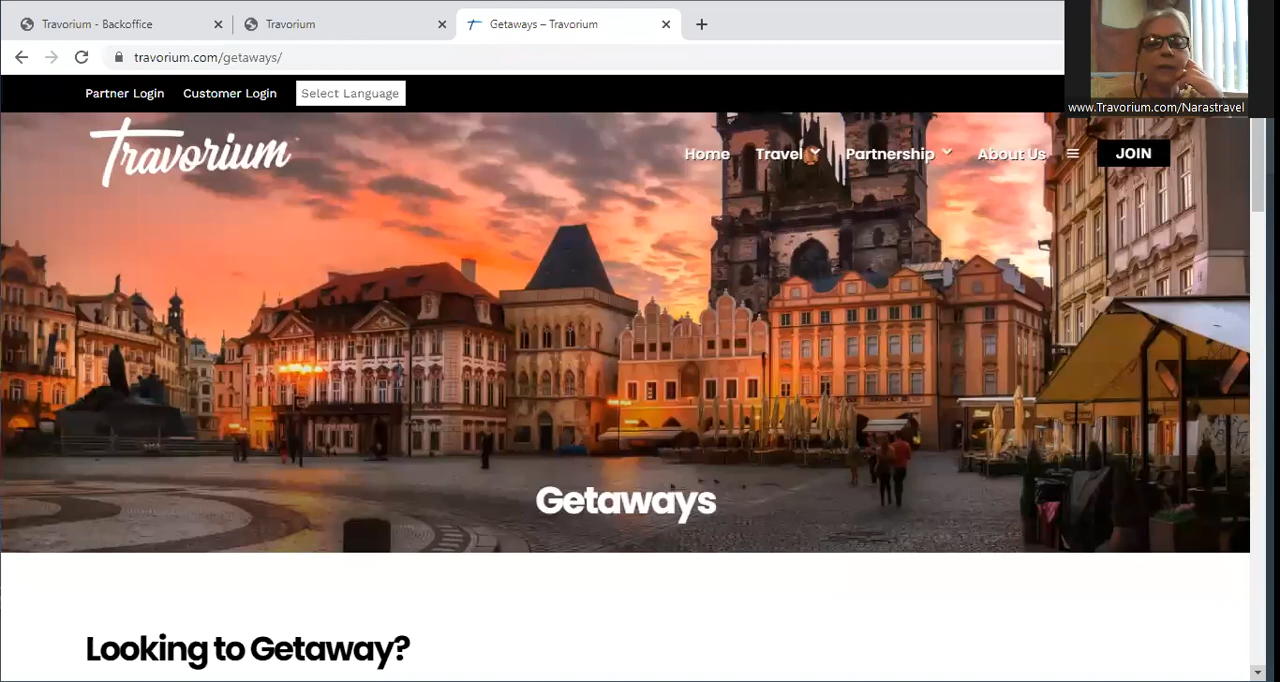 Travorium - Backoffice
Travorium
Getaways – Travorium
travorium.com/getaways/
Partner Login
Customer Login
Select Language
www.Travorium.com/Narastravel
Travorium
Home
Travel
Partnership
About Us
JOIN
Getaways
Looking to Getaway?